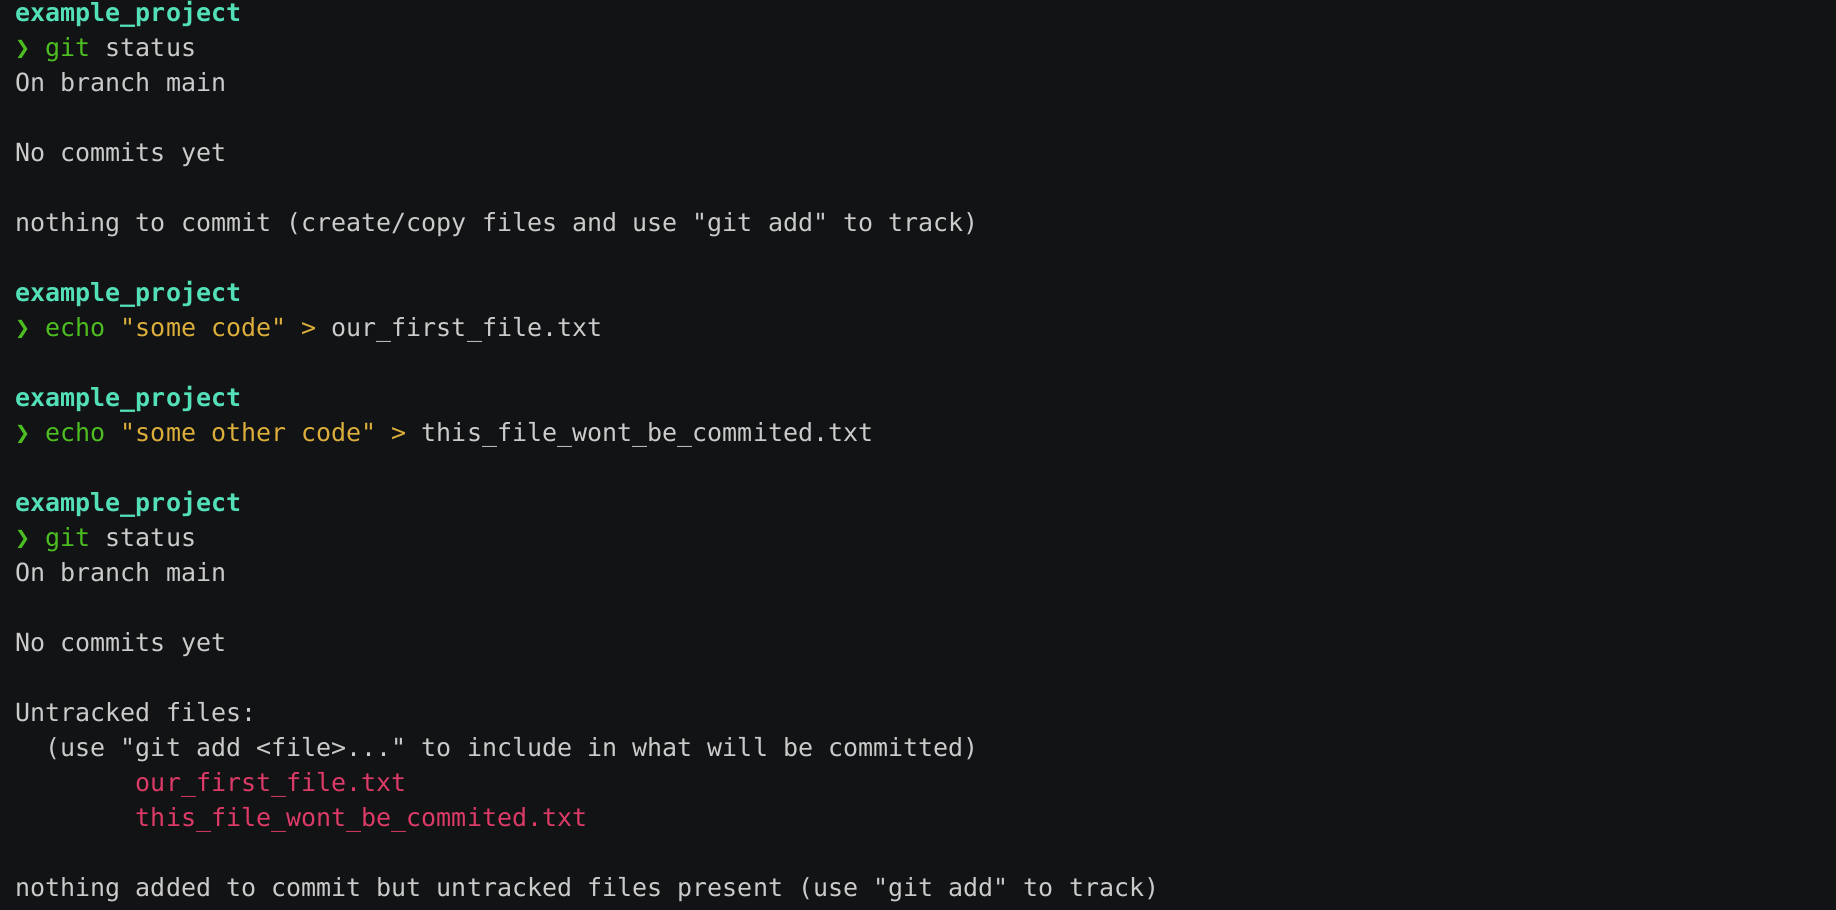 example_project
❯ git status
On branch main
No commits yet
nothing to commit (create/copy files and use "git add" to track)
example_project
❯ echo "some code" > our_first_file.txt
example_project
❯ echo "some other code" > this_file_wont_be_commited.txt
example_project
❯ git status
On branch main
No commits yet
Untracked files:
  (use "git add <file>..." to include in what will be committed)
        our_first_file.txt
        this_file_wont_be_commited.txt
nothing added to commit but untracked files present (use "git add" to track)